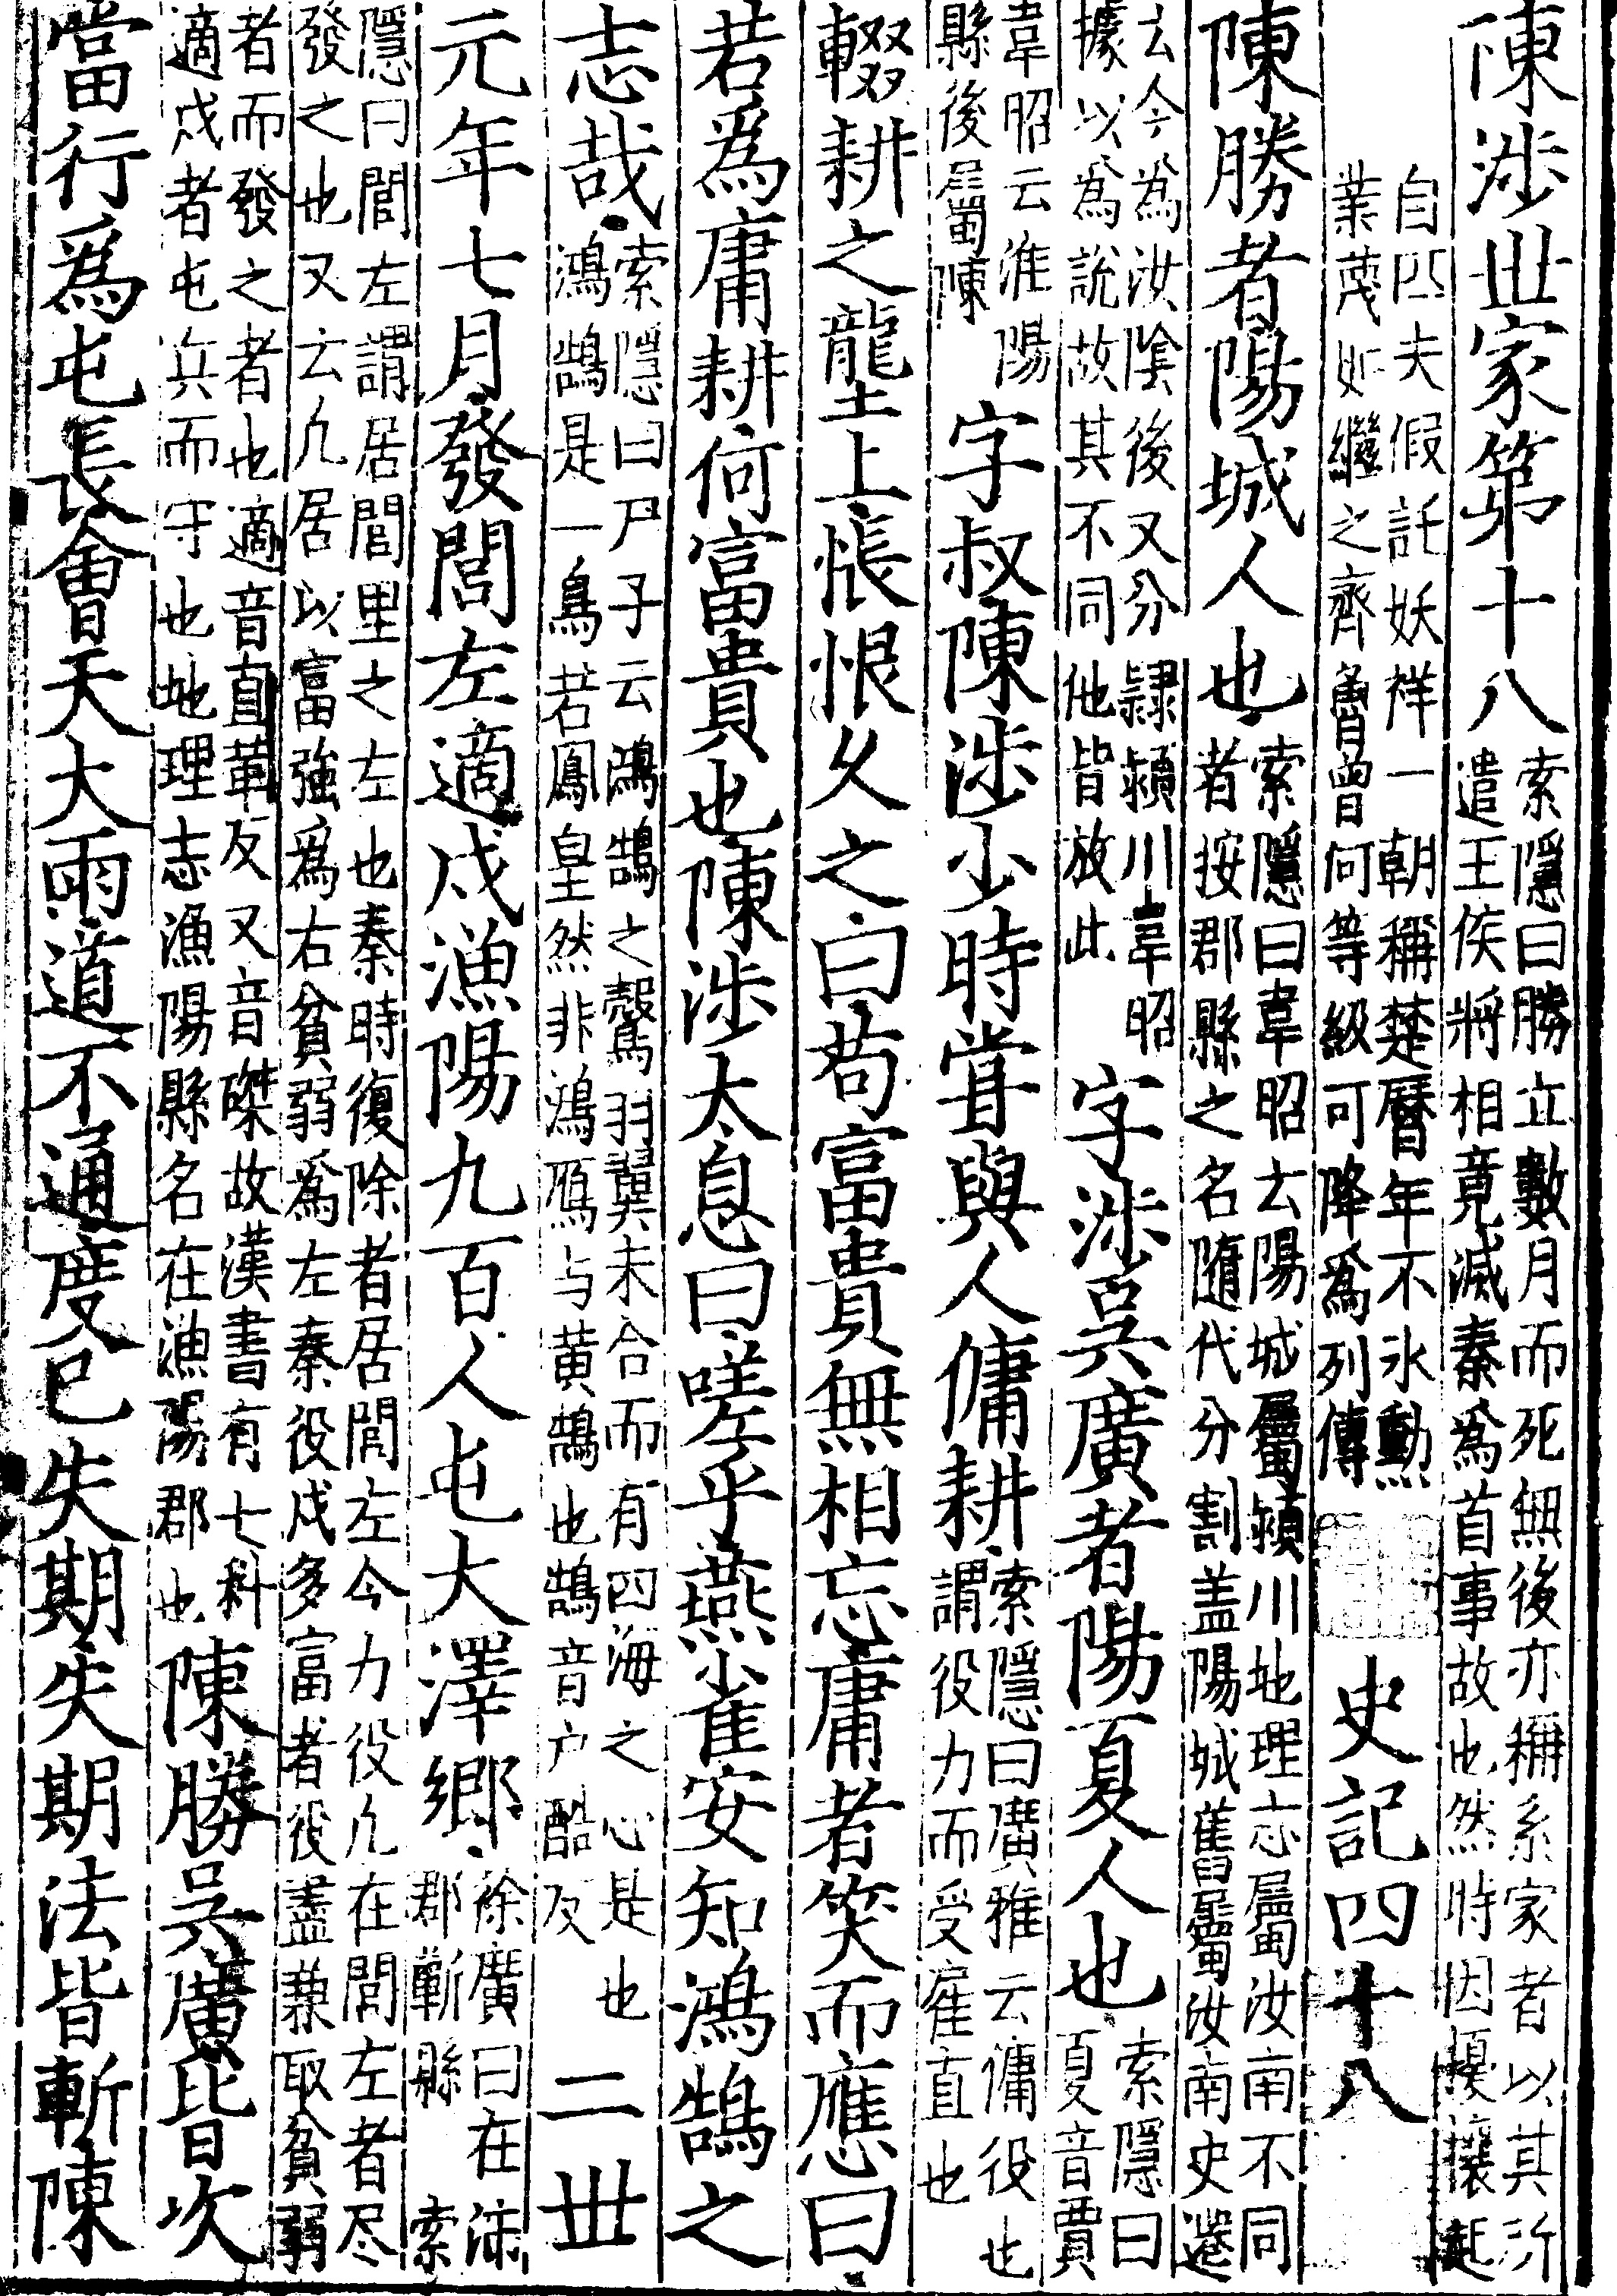 陳涉丗家第十八索隱曰勝立數月而死無後亦稱系家者以其所遣王侯將相竟滅秦爲首事故也然時因擾攘起
自匹夫假託妖祥一朝稱楚曆年不永勲業蔑如繼之齊魯曾何等級可降爲列傳 史記四十八
陳勝者陽城人也索隱曰韋昭云陽城屬潁川地理志屬汝南不同者按郡縣之名隨代分割盖陽城舊屬汝南史遷
云今為汝陰後又分隷潁川韋昭據以為說故其不同他皆放此字涉吳廣者陽夏人也索隱曰夏音賈
韋昭云淮陽縣後屬陳字叔陳涉少時甞與人傭耕索隱曰廣雅云傭役也謂役力而受雇直也
輟耕之壟上悵恨乆之曰苟富貴無相忘庸者笑而應曰
若爲庸耕何富貴也陳涉太息曰嗟乎燕雀安知鴻鵠之
志哉索隱曰尸子云鴻鵠之鷇羽翼未合而有四海之心是也鴻鵠是一鳥若鳳皇然非鴻鴈与黃鵠也鵠音户酷反二丗
元年七月發閭左適戍漁陽九百人屯大澤鄉徐廣曰在沛郡蘄縣 索
隱曰閭左謂居閭里之左也秦時復除者居閭左今力役凡在閭左者尽發之也又云凡居以富強爲右貧弱爲左秦役戍多富者役盡兼取貧弱
者而發之者也適音直革反又音磔故漢書有七科適戍者屯兵而守也地理志漁陽縣名在漁陽郡也陳勝吳廣皆次
當行爲屯長會天大雨道不通度已失期失期法皆斬陳